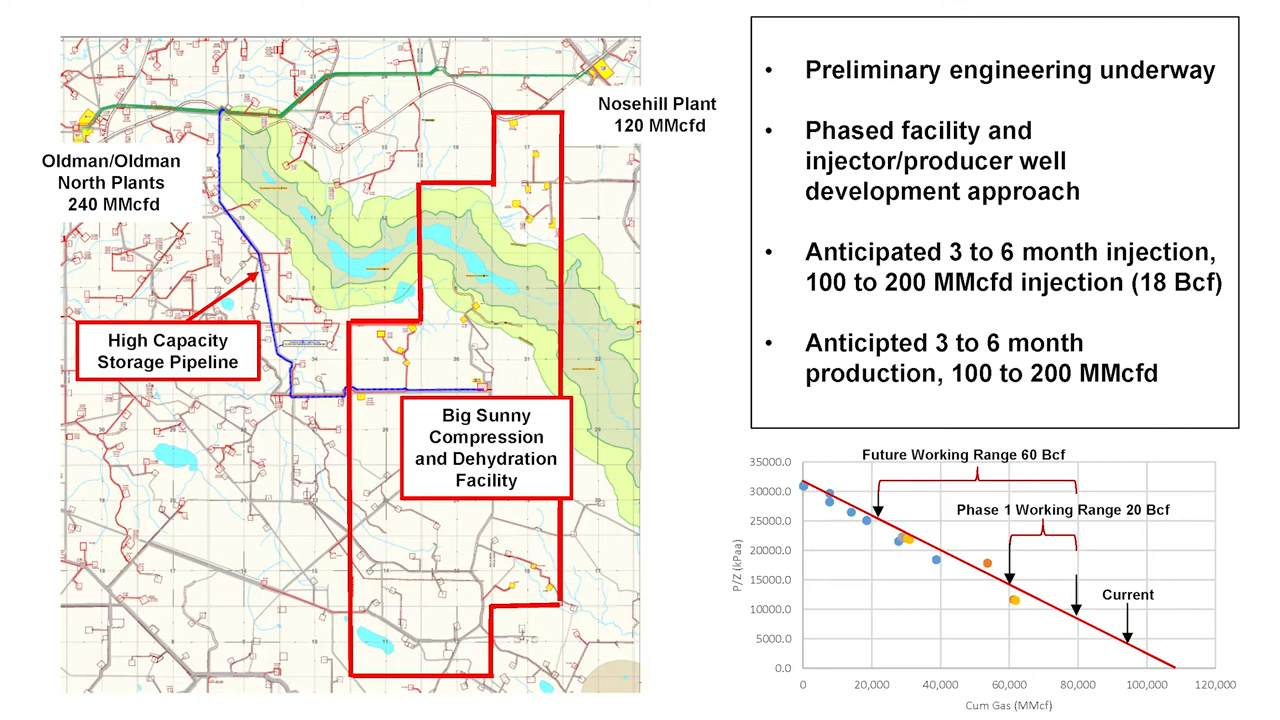 Nosehill Plant
120 MMcfd
Oldman/Oldman
North Plants
240 MMcfd
High Capacity
Storage Pipeline
Big Sunny
Compression
and Dehydration
Facility
• Preliminary engineering underway
• Phased facility and
injector/producer well
development approach
• Anticipated 3 to 6 month injection,
100 to 200 MMcfd injection (18 Bcf)
• Anticipted 3 to 6 month
production, 100 to 200 MMcfd
Future Working Range 60 Bcf
Phase 1 Working Range 20 Bcf
Current
P/Z (kPaa)
35000.0
30000.0
25000.0
20000.0
15000.0
10000.0
5000.0
0.0
0 20,000 40,000 60,000 80,000 100,000 120,000
Cum Gas (MMcf)